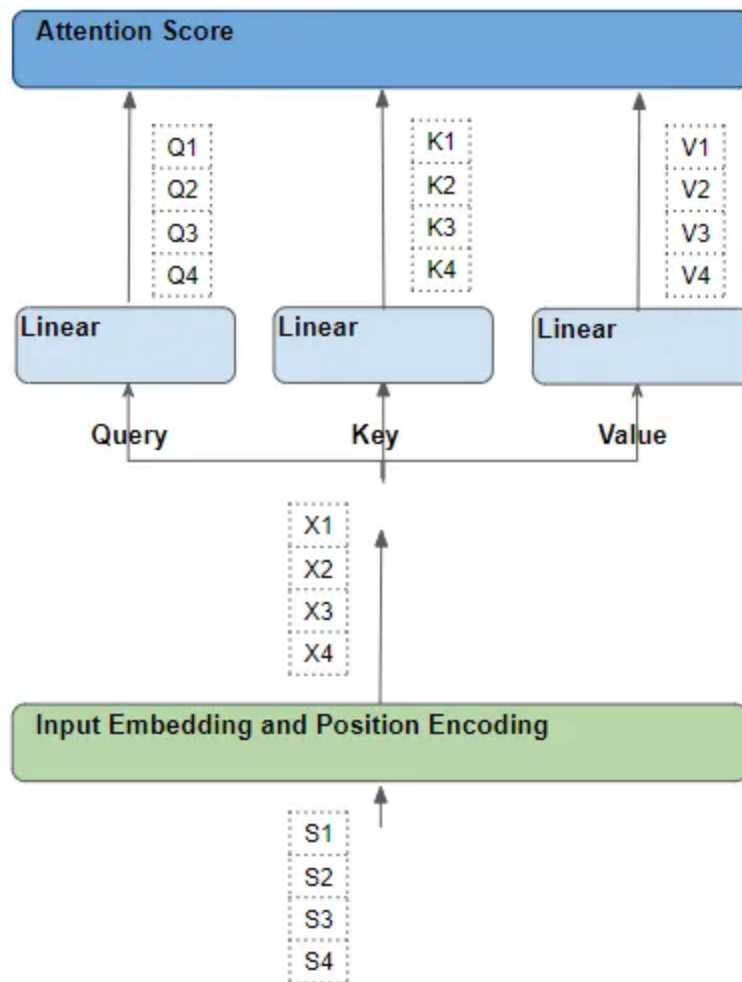 Attention Score
Q1
Q2
Q3
Q4
K1
K2
K3
K4
V1
V2
V3
V4
Linear
Linear
Linear
Query
Key
Value
X1
X2
X3
X4
Input Embedding and Position Encoding
S1
S2
S3
S4